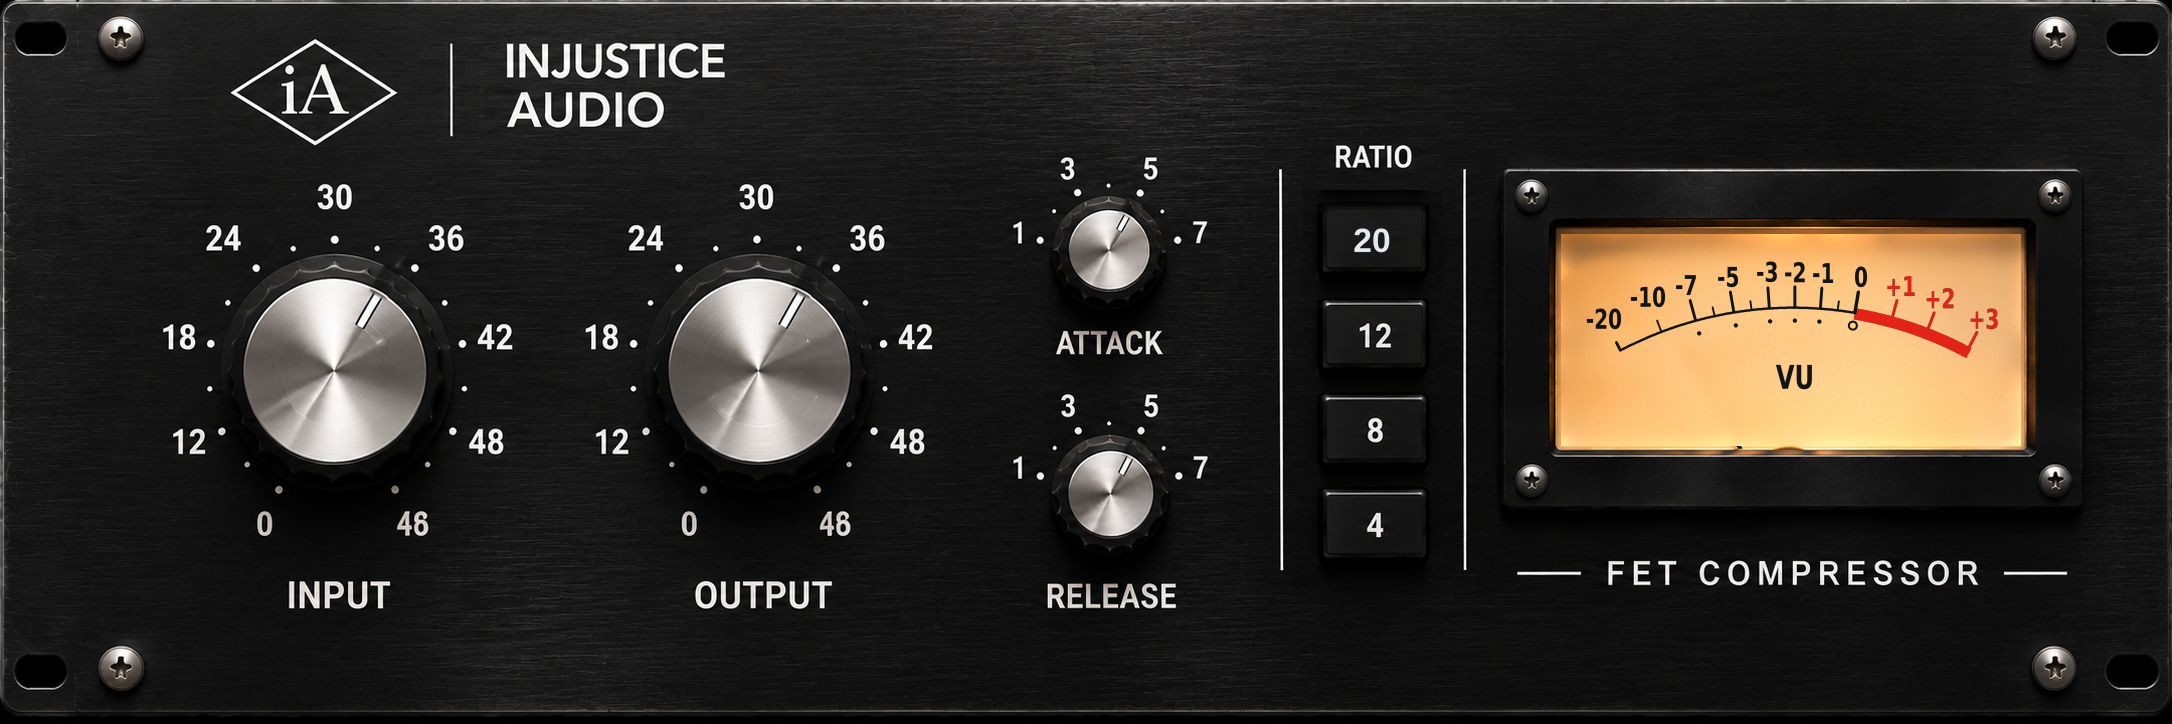 iA
INJUSTICE
AUDIO
0 12 18 24 30 36 42 48 46
INPUT
0 12 18 24 30 36 42 48 46
OUTPUT
1 3 5 7
ATTACK
1 3 5 7
RELEASE
RATIO
20
12
8
4
-20 -10 -7 -5 -3 -2 -1 0 +1 +2 +3
VU
FET COMPRESSOR